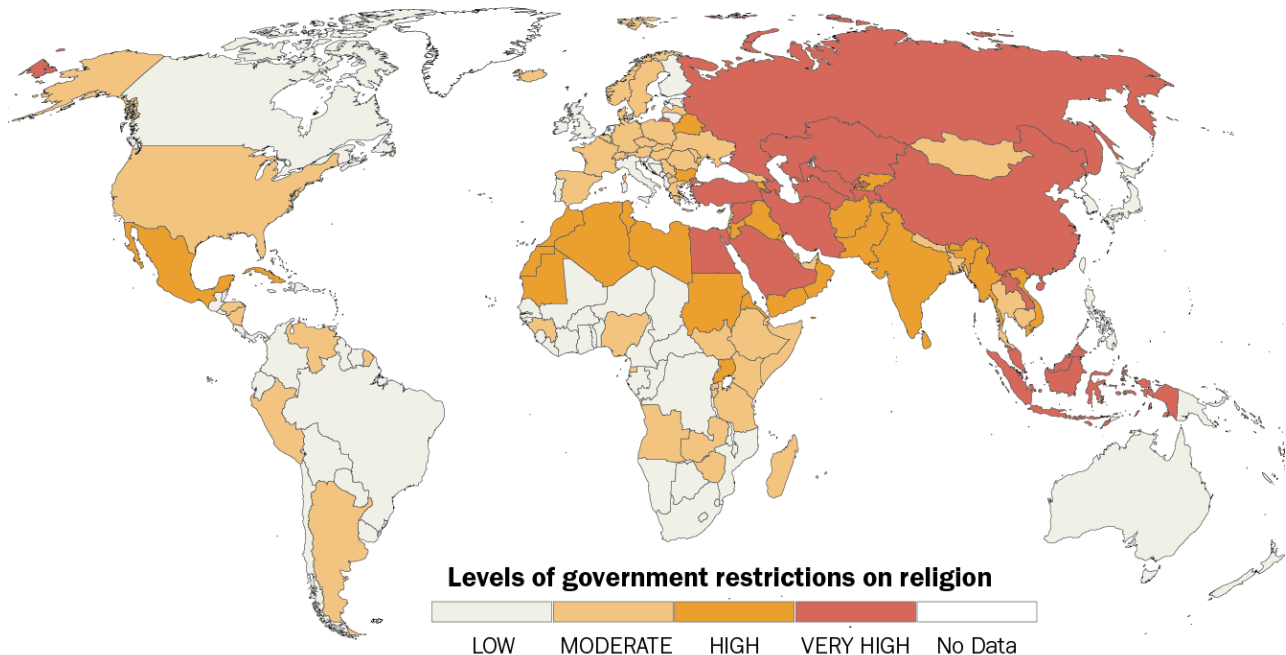 Levels of government restrictions on religion
LOW MODERATE HIGH VERY HIGH No Data